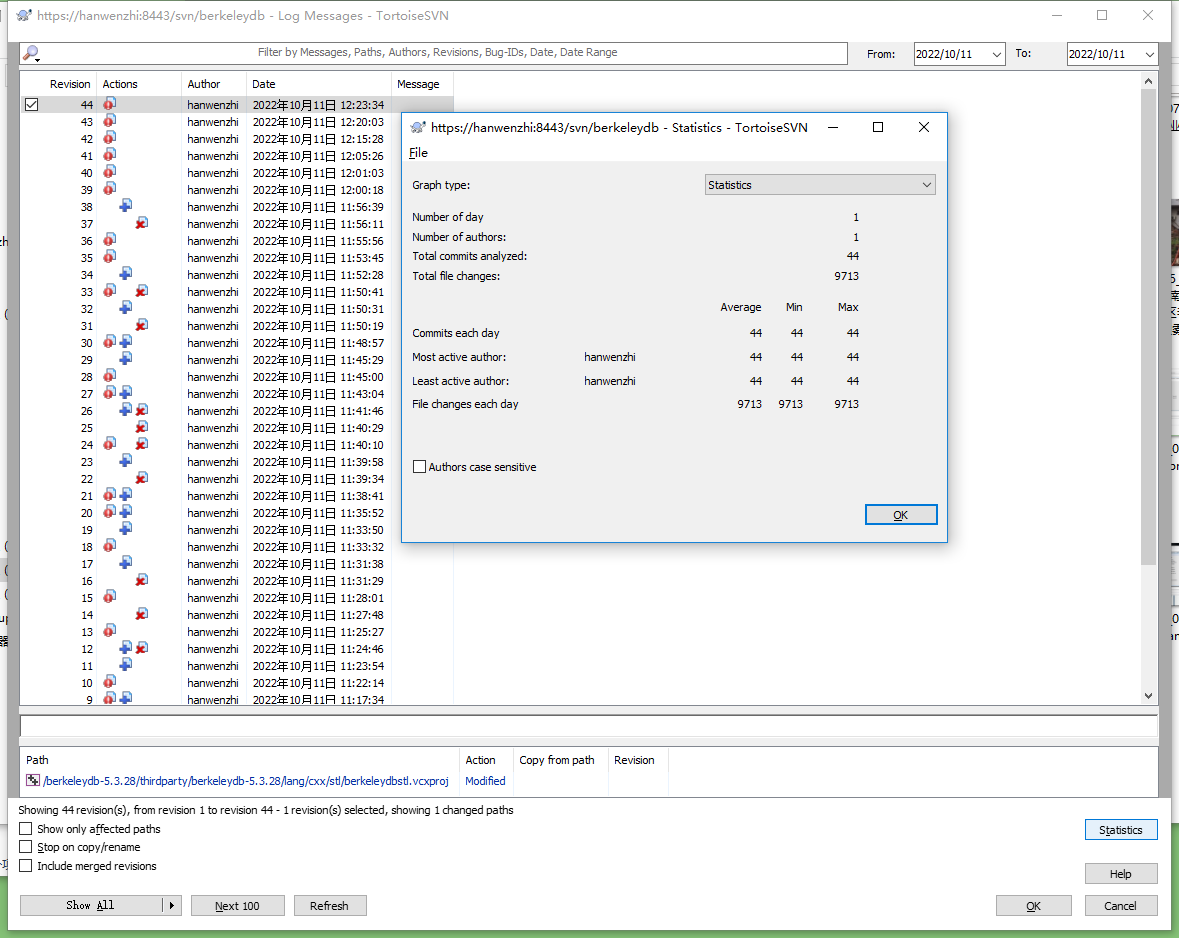 https://hanwenzhi:8443/svn/berkeleydb - Log Messages - TortoiseSVN
Filter by Messages, Paths, Authors, Revisions, Bug-IDs, Date, Date Range
From: 2022/10/11 To: 2022/10/11
Revision Actions Author Date Message
44 hanwenzhi 2022年10月11日 12:23:34
43 hanwenzhi 2022年10月11日 12:20:03
42 hanwenzhi 2022年10月11日 12:15:28
41 hanwenzhi 2022年10月11日 12:05:26
40 hanwenzhi 2022年10月11日 12:01:03
39 hanwenzhi 2022年10月11日 12:00:18
38 hanwenzhi 2022年10月11日 11:56:39
37 hanwenzhi 2022年10月11日 11:56:11
36 hanwenzhi 2022年10月11日 11:55:56
35 hanwenzhi 2022年10月11日 11:53:45
34 hanwenzhi 2022年10月11日 11:52:28
33 hanwenzhi 2022年10月11日 11:50:41
32 hanwenzhi 2022年10月11日 11:50:31
31 hanwenzhi 2022年10月11日 11:50:19
30 hanwenzhi 2022年10月11日 11:48:57
29 hanwenzhi 2022年10月11日 11:45:29
28 hanwenzhi 2022年10月11日 11:45:00
27 hanwenzhi 2022年10月11日 11:43:04
26 hanwenzhi 2022年10月11日 11:41:46
25 hanwenzhi 2022年10月11日 11:40:29
24 hanwenzhi 2022年10月11日 11:40:10
23 hanwenzhi 2022年10月11日 11:39:58
22 hanwenzhi 2022年10月11日 11:39:34
21 hanwenzhi 2022年10月11日 11:38:41
20 hanwenzhi 2022年10月11日 11:35:52
19 hanwenzhi 2022年10月11日 11:33:50
18 hanwenzhi 2022年10月11日 11:33:32
17 hanwenzhi 2022年10月11日 11:31:38
16 hanwenzhi 2022年10月11日 11:31:29
15 hanwenzhi 2022年10月11日 11:28:01
14 hanwenzhi 2022年10月11日 11:27:48
13 hanwenzhi 2022年10月11日 11:25:27
12 hanwenzhi 2022年10月11日 11:24:46
11 hanwenzhi 2022年10月11日 11:23:54
10 hanwenzhi 2022年10月11日 11:22:14
9 hanwenzhi 2022年10月11日 11:17:34
https://hanwenzhi:8443/svn/berkeleydb - Statistics - TortoiseSVN
File
Graph type: Statistics
Number of day 1
Number of authors: 1
Total commits analyzed: 44
Total file changes: 9713
Average Min Max
Commits each day 44 44 44
Most active author: hanwenzhi 44 44 44
Least active author: hanwenzhi 44 44 44
File changes each day 9713 9713 9713
Authors case sensitive
OK
Path Action Copy from path Revision
/berkeleydb-5.3.28/thirdparty/berkeleydb-5.3.28/lang/cxx/stl/berkeleydbstl.vcxproj Modified
Showing 44 revision(s), from revision 1 to revision 44 - 1 revision(s) selected, showing 1 changed paths
Show only affected paths
Stop on copy/rename
Include merged revisions
Statistics
Help
Show All Next 100 Refresh OK Cancel